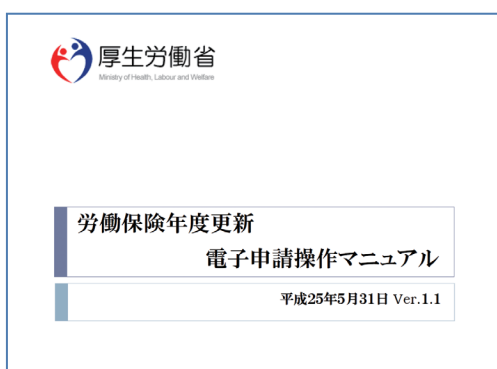 厚生労働省
Ministry of Health, Labour and Welfare
労働保険年度更新
電子申請操作マニュアル
平成25年5月31日 Ver.1.1